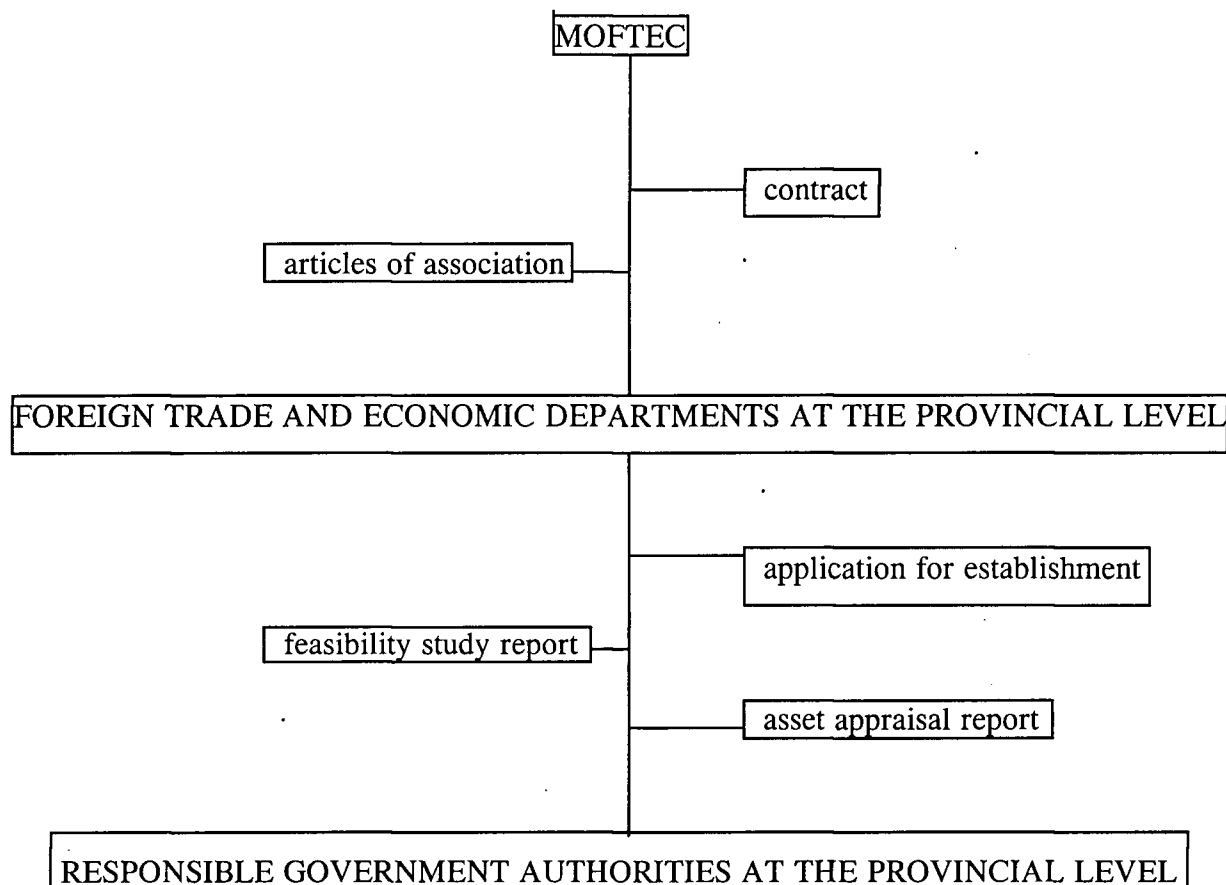 MOFTEC
contract
articles of association
FOREIGN TRADE AND ECONOMIC DEPARTMENTS AT THE PROVINCIAL LEVEL
application for establishment
feasibility study report
asset appraisal report
RESPONSIBLE GOVERNMENT AUTHORITIES AT THE PROVINCIAL LEVEL